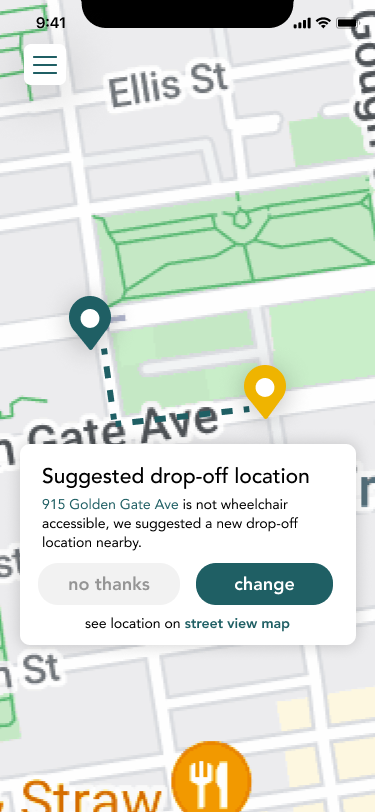 9:41
Ellis St
Gough
n Gate Ave
Suggested drop-off location
915 Golden Gate Ave is not wheelchair
accessible, we suggested a new drop-off
location nearby.
no thanks
change
see location on street view map
n St
Straw